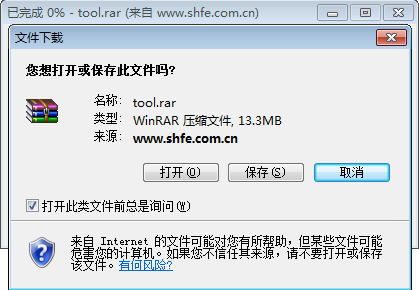 已完成 0% - tool.rar (来自 www.shfe.com.cn)
文件下载
您想打开或保存此文件吗?
名称: tool.rar
类型: WinRAR 压缩文件, 13.3MB
来源: www.shfe.com.cn
打开(O) 保存(S) 取消
打开此类文件前总是询问(W)
来自 Internet 的文件可能对您有所帮助，但某些文件可能
危害您的计算机。如果您不信任其来源，请不要打开或保存
该文件。有何风险?